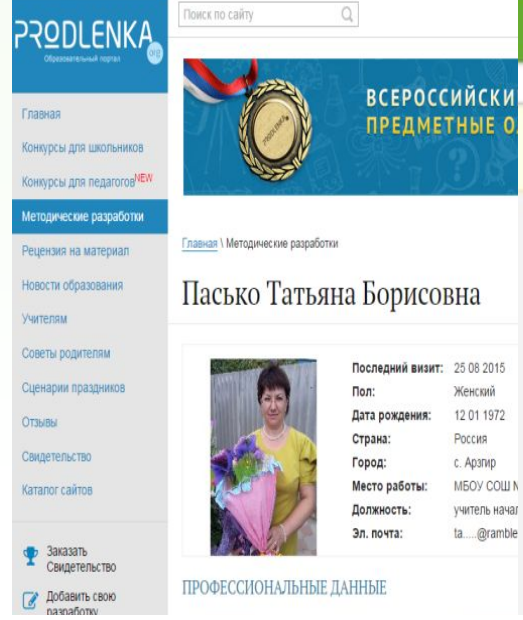 PRODLENKA
org
Образовательный портал
Главная
Конкурсы для школьников
Конкурсы для педагогов NEW
Методические разработки
Рецензия на материал
Новости образования
Учителям
Советы родителям
Сценарии праздников
Отзывы
Свидетельство
Каталог сайтов
Заказать
Свидетельство
Добавить свою
разработку
Поиск по сайту
ВСЕРОССИЙСКИ
ПРЕДМЕТНЫЕ О
Главная \ Методические разработки
Пасько Татьяна Борисовна
Последний визит: 25 08 2015
Пол: Женский
Дата рождения: 12 01 1972
Страна: Россия
Город: с. Арзгир
Место работы: МБОУ СОШ N
Должность: учитель начал
Эл. почта: ta.....@ramble
ПРОФЕССИОНАЛЬНЫЕ ДАННЫЕ